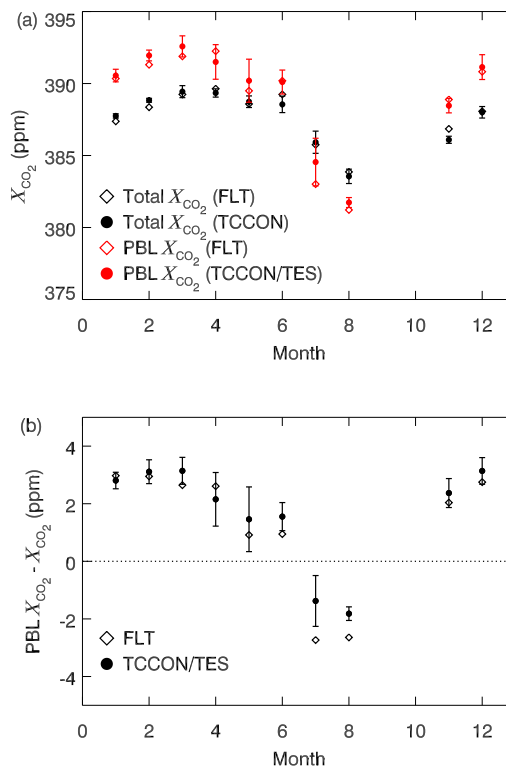 (a)
395
390
385
380
375
X_CO2 (ppm)
Total X_CO2 (FLT)
Total X_CO2 (TCCON)
PBL X_CO2 (FLT)
PBL X_CO2 (TCCON/TES)
0 2 4 6 8 10 12
Month
(b)
4
2
0
-2
-4
PBL X_CO2 - X_CO2 (ppm)
FLT
TCCON/TES
0 2 4 6 8 10 12
Month